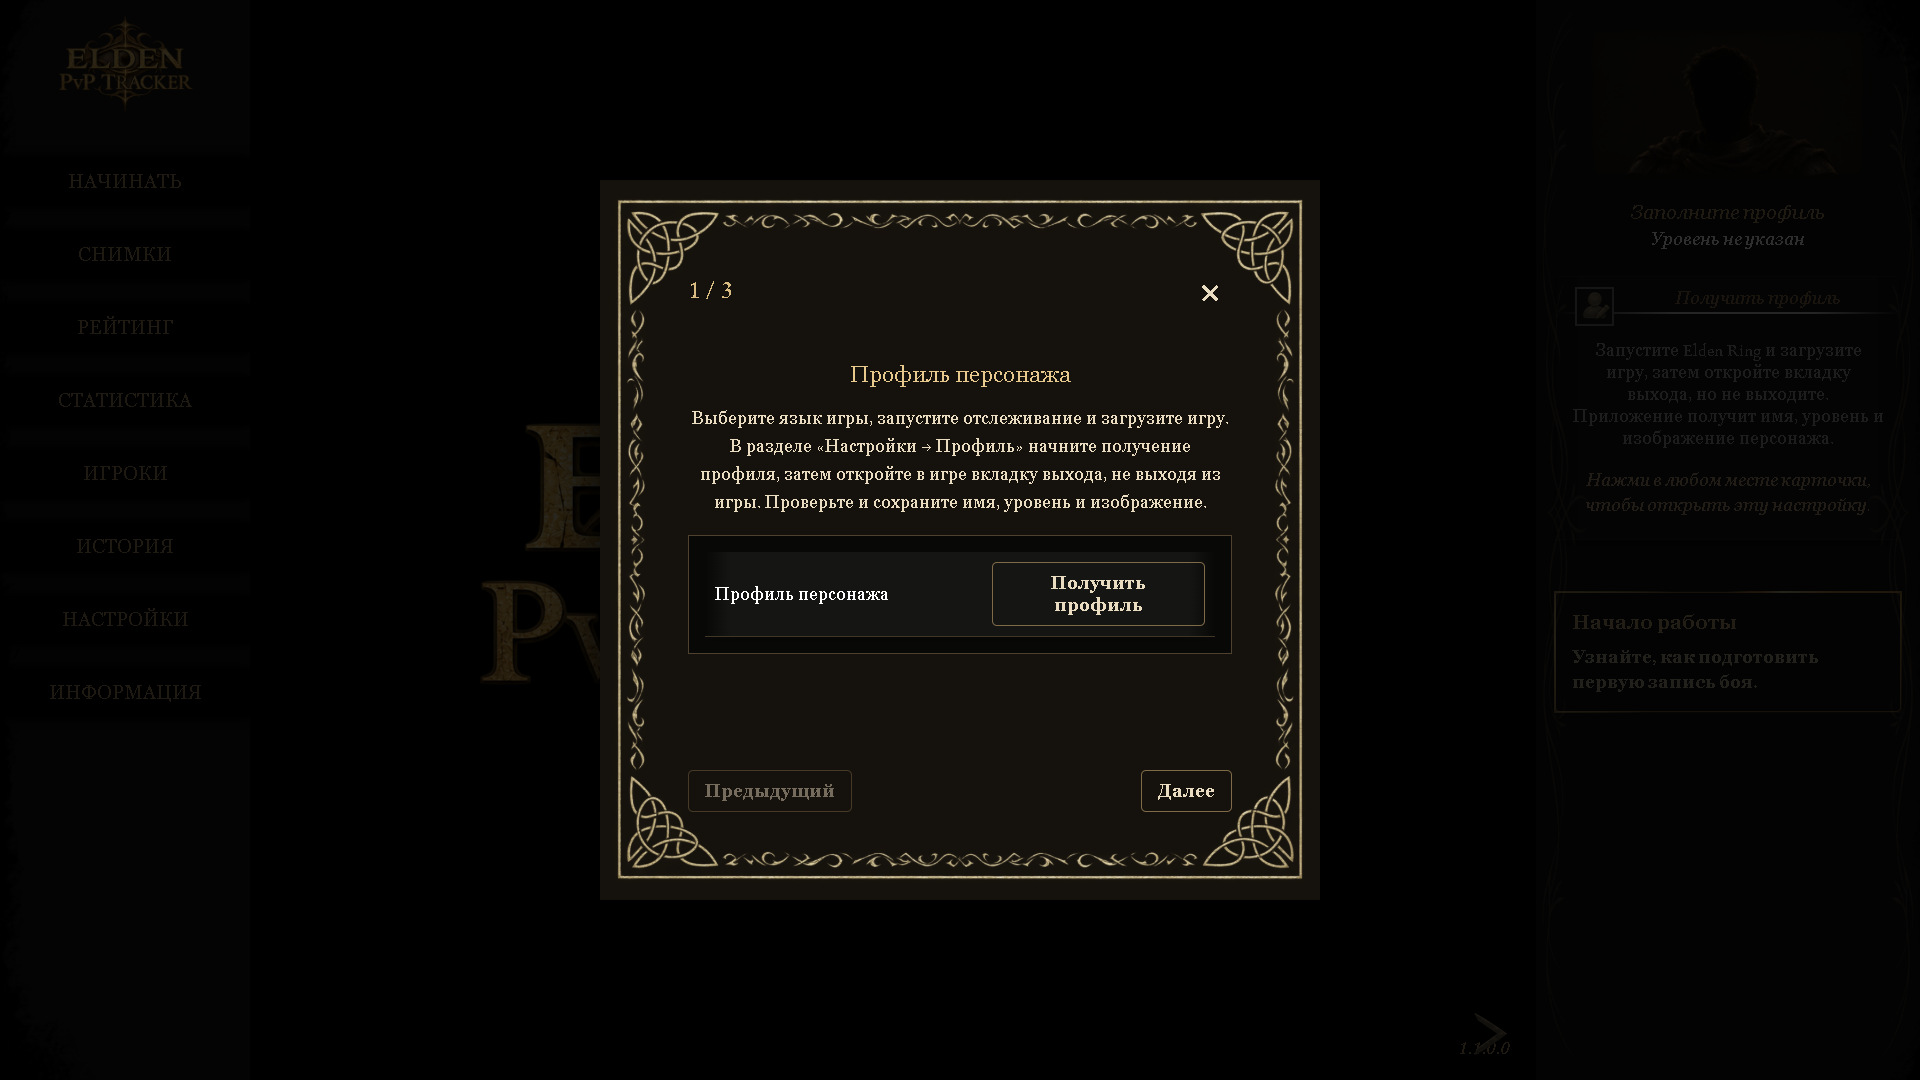 ELDEN
PVP TRACKER
НАЧИНАТЬ
СНИМКИ
РЕЙТИНГ
СТАТИСТИКА
ИГРОКИ
ИСТОРИЯ
НАСТРОЙКИ
ИНФОРМАЦИЯ
1 / 3
×
Профиль персонажа
Выберите язык игры, запустите отслеживание и загрузите игру.
В разделе «Настройки → Профиль» начните получение
профиля, затем откройте в игре вкладку выхода, не выходя из
игры. Проверьте и сохраните имя, уровень и изображение.
Профиль персонажа
Получить
профиль
Предыдущий
Далее
Заполните профиль
Уровень не указан
Получить профиль
Запустите Elden Ring и загрузите
игру, затем откройте вкладку
выхода, но не выходите.
Приложение получит имя, уровень и
изображение персонажа.
Нажми в любом месте карточки,
чтобы открыть эту настройку.
Начало работы
Узнайте, как подготовить
первую запись боя.
1.1.0.0